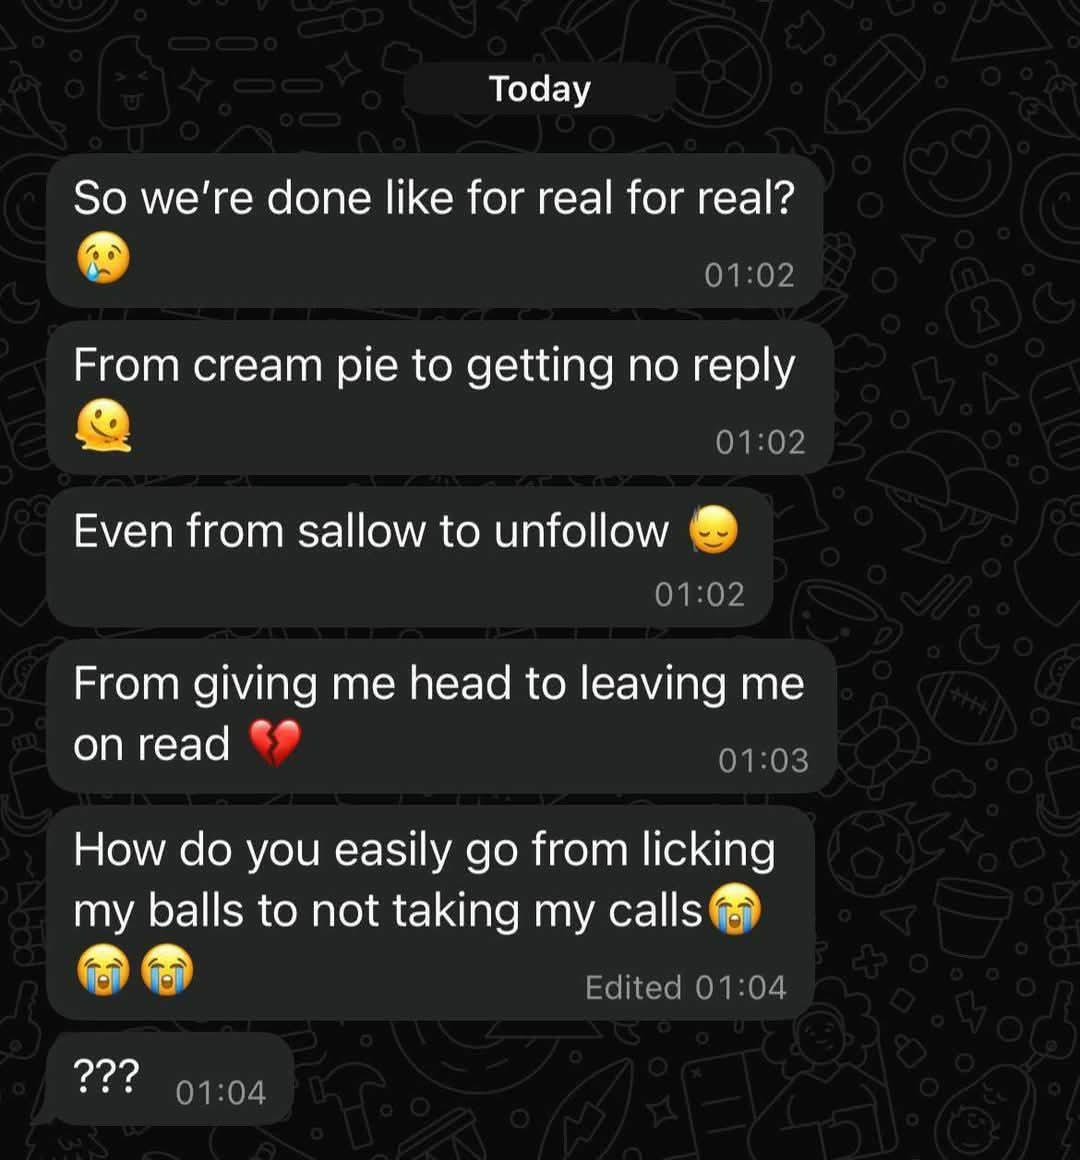 Today
So we're done like for real for real?
😢
01:02
From cream pie to getting no reply
🫠
01:02
Even from sallow to unfollow 😔
01:02
From giving me head to leaving me
on read 💔
01:03
How do you easily go from licking
my balls to not taking my calls😭
😭😭
Edited 01:04
???
01:04